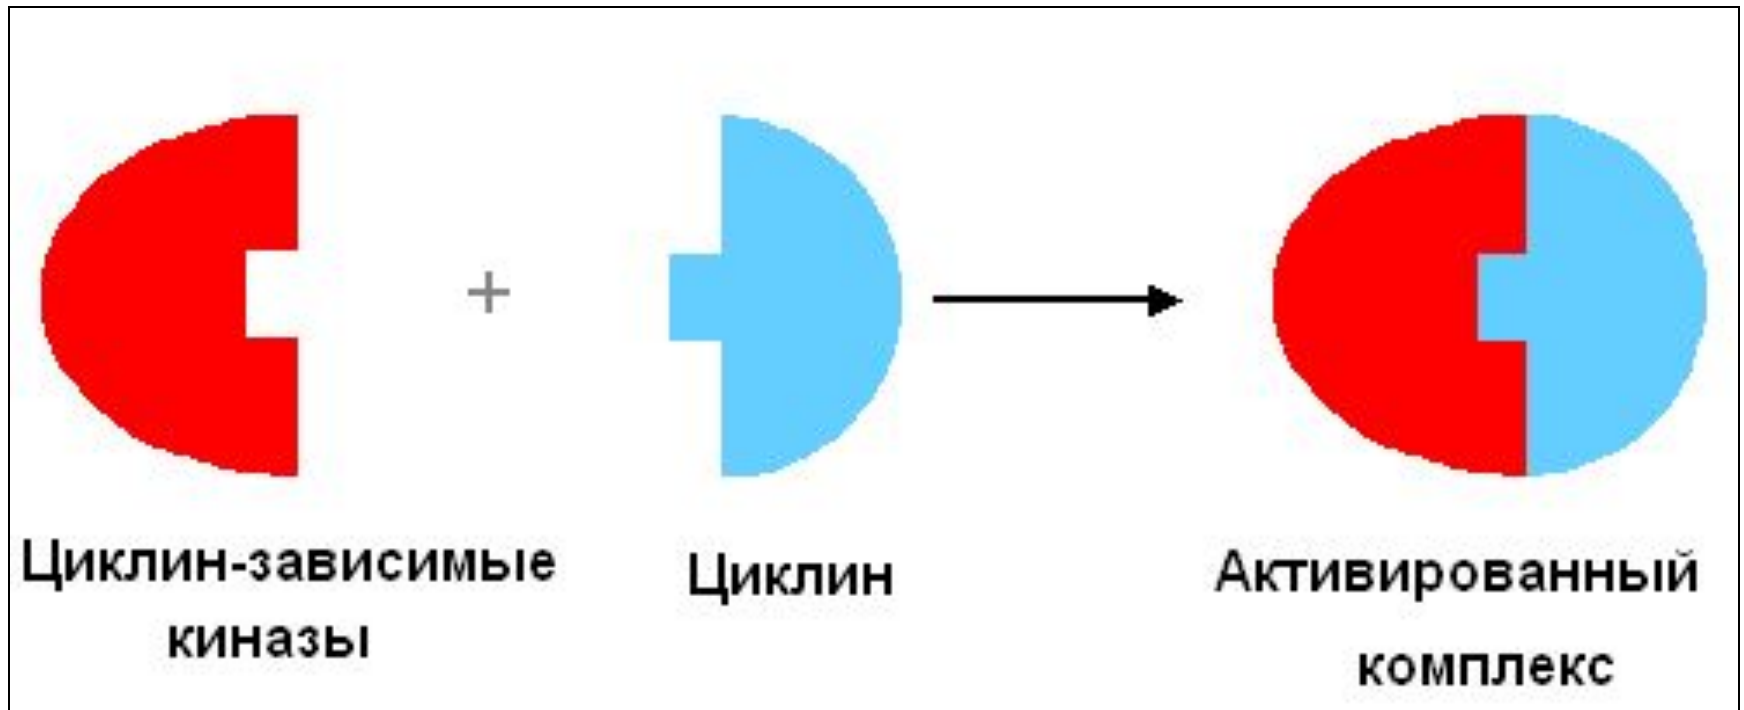 +
Циклин-зависимые
киназы
Циклин
Активированный
комплекс